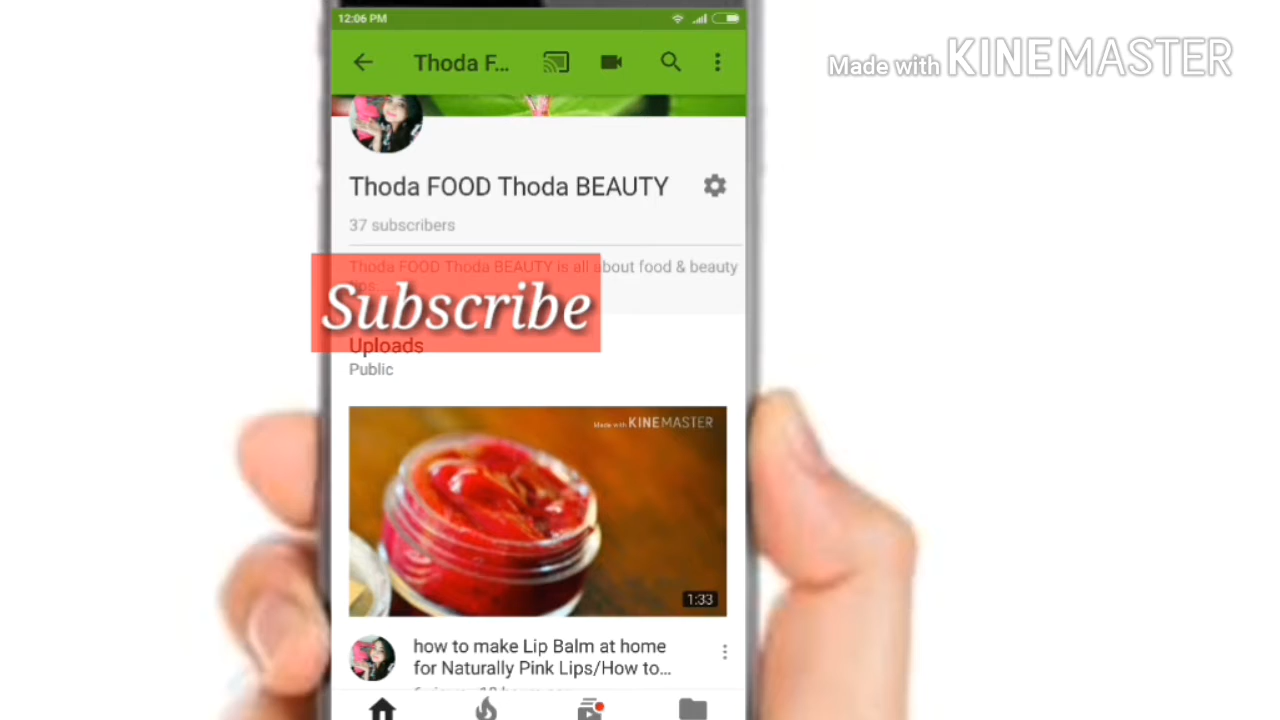 12:06 PM
Thoda F...
Made with KINEMASTER
Thoda FOOD Thoda BEAUTY
37 subscribers
Thoda FOOD Thoda BEAUTY is all about food & beauty
tips....
Subscribe
Uploads
Public
Made with KINEMASTER
1:33
how to make Lip Balm at home
for Naturally Pink Lips/How to...